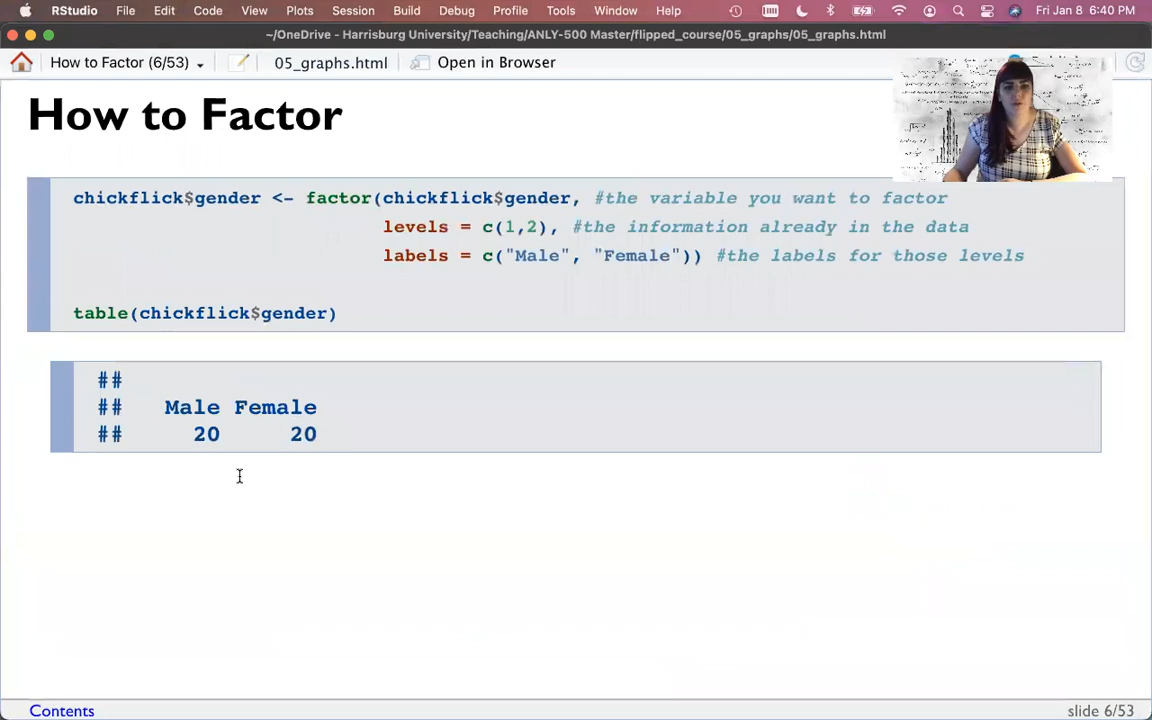 RStudio File Edit Code View Plots Session Build Debug Profile Tools Window Help Fri Jan 8 6:40 PM
~/OneDrive - Harrisburg University/Teaching/ANLY-500 Master/flipped_course/05_graphs/05_graphs.html
How to Factor (6/53) 05_graphs.html Open in Browser
How to Factor
chickflick$gender <- factor(chickflick$gender, #the variable you want to factor
levels = c(1,2), #the information already in the data
labels = c("Male", "Female")) #the labels for those levels
table(chickflick$gender)
##
## Male Female
## 20 20
Contents slide 6/53